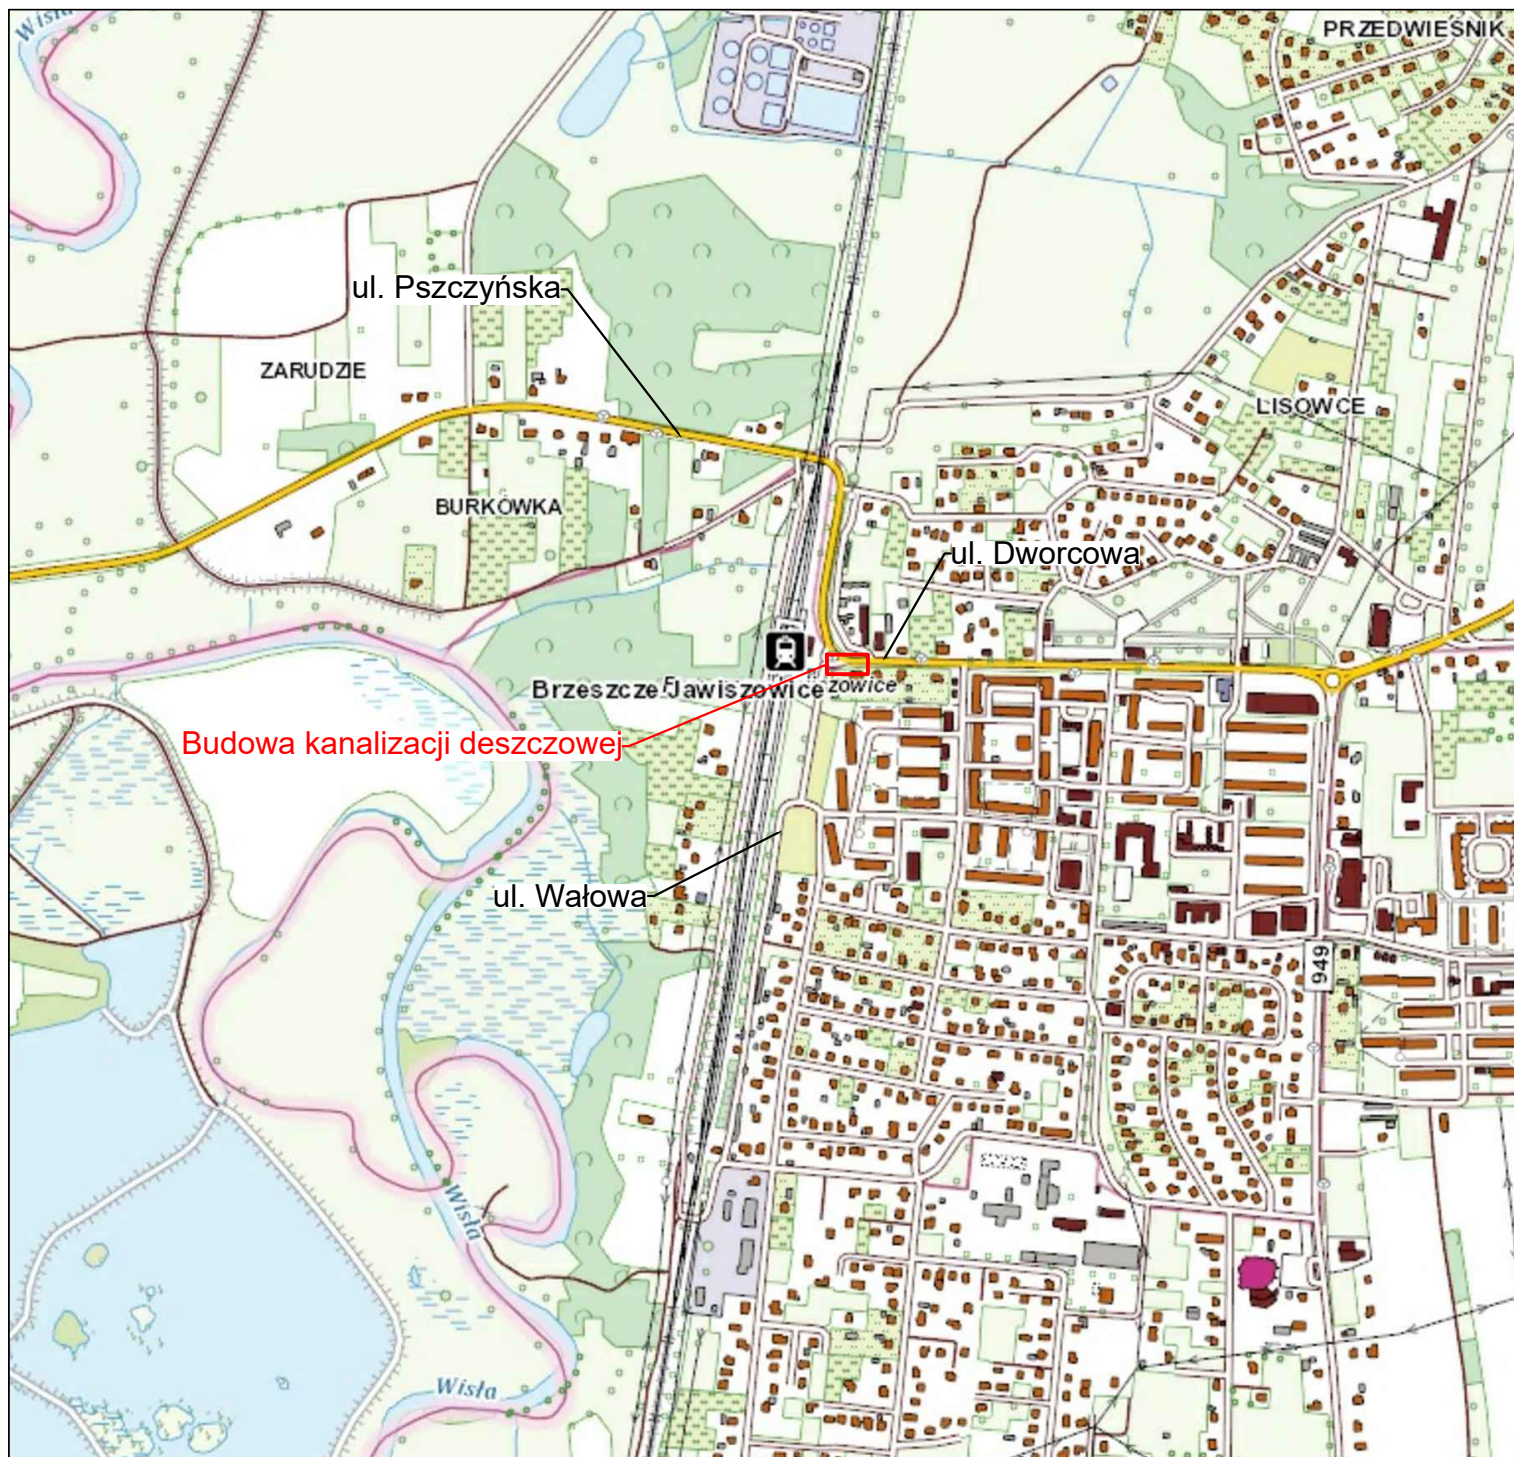 Wisła
PRZEDWIEŚNIK
ul. Pszczyńska
ZARUDZIE
LISOWCE
BURKÓWKA
ul. Dworcowa
Brzeszcze Jawiszowice
zowice
Budowa kanalizacji deszczowej
ul. Wałowa
949
Wisła
Wisła